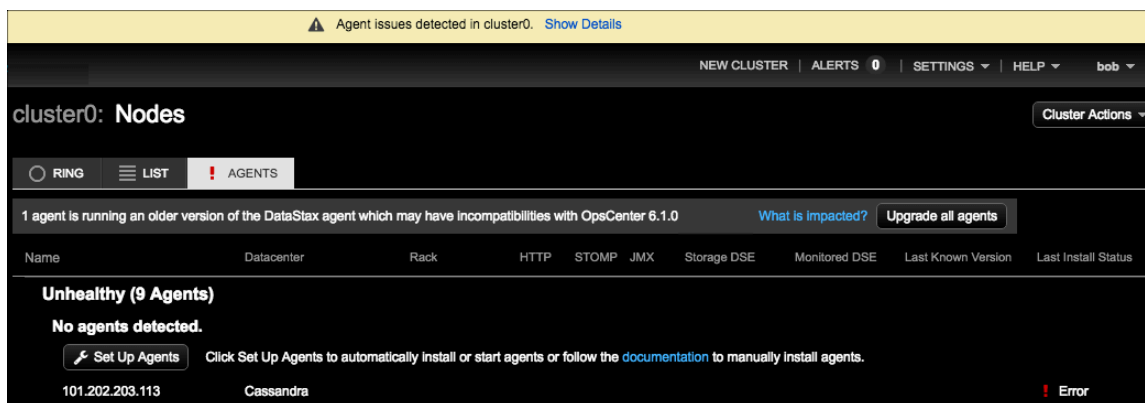 Agent issues detected in cluster0. Show Details
NEW CLUSTER | ALERTS 0 | SETTINGS | HELP bob
cluster0: Nodes Cluster Actions
RING LIST ! AGENTS
1 agent is running an older version of the DataStax agent which may have incompatibilities with OpsCenter 6.1.0 What is impacted? Upgrade all agents
Name Datacenter Rack HTTP STOMP JMX Storage DSE Monitored DSE Last Known Version Last Install Status
Unhealthy (9 Agents)
No agents detected.
Set Up Agents Click Set Up Agents to automatically install or start agents or follow the documentation to manually install agents.
101.202.203.113 Cassandra ! Error